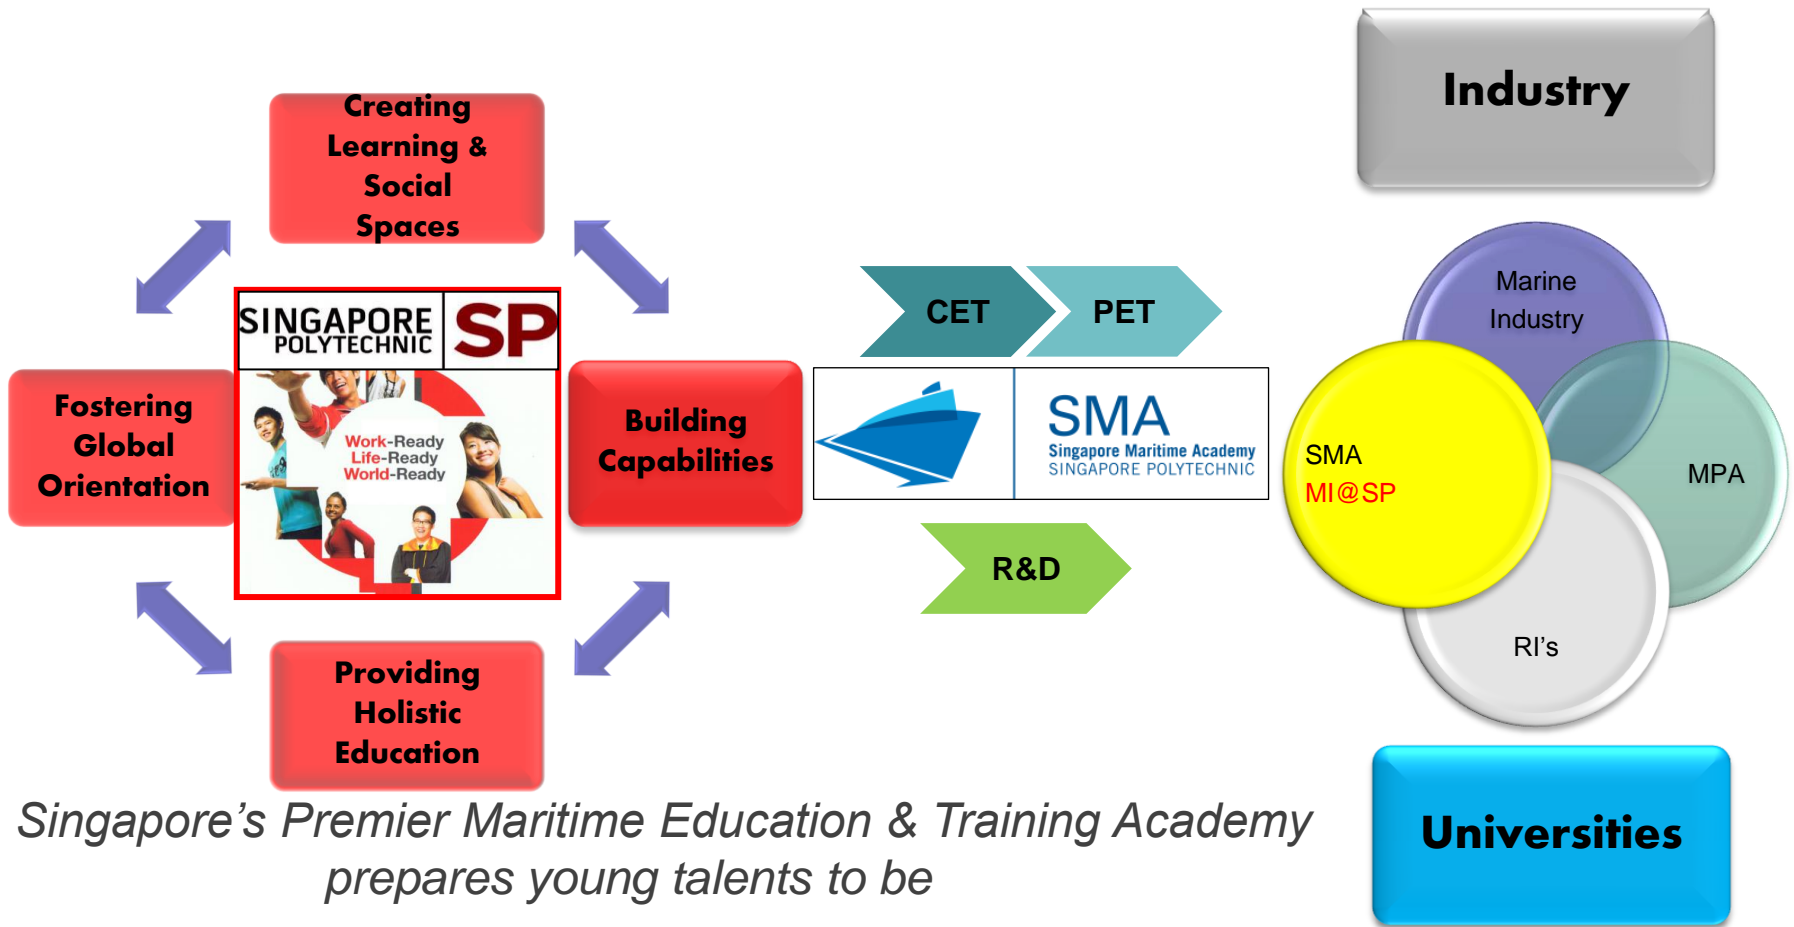 Creating
Learning &
Social
Spaces
Fostering
Global
Orientation
SINGAPORE
POLYTECHNIC
SP
Work-Ready
Life-Ready
World-Ready
Building
Capabilities
Providing
Holistic
Education
CET
PET
SMA
Singapore Maritime Academy
SINGAPORE POLYTECHNIC
R&D
Industry
Marine
Industry
SMA
MI@SP
MPA
RI's
Universities
Singapore’s Premier Maritime Education & Training Academy
prepares young talents to be